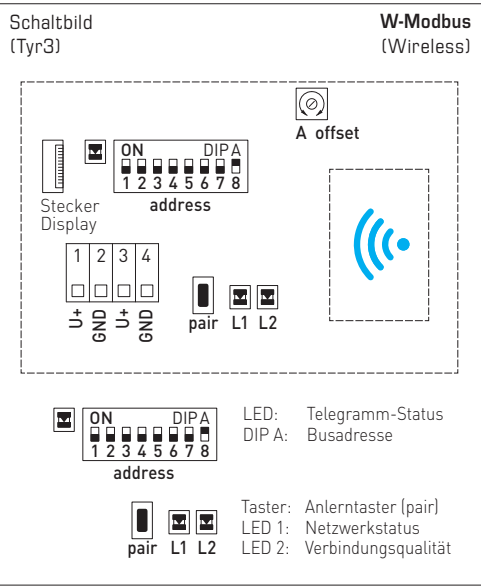 Schaltbild
(Tyr3)
W-Modbus
(Wireless)
A offset
ON DIP A
1 2 3 4 5 6 7 8
address
Stecker
Display
1 2 3 4
U+ GND U+ GND
pair L1 L2
ON DIP A
1 2 3 4 5 6 7 8
address
LED: Telegramm-Status
DIP A: Busadresse
pair L1 L2
Taster: Anlerntaster (pair)
LED 1: Netzwerkstatus
LED 2: Verbindungsqualität